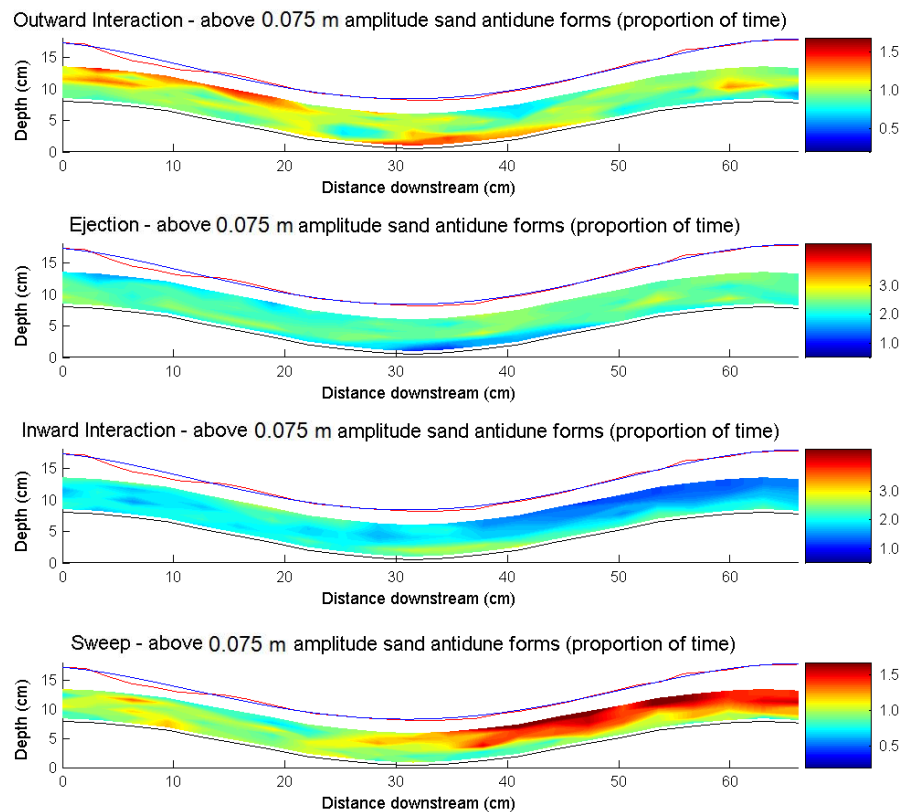 Outward Interaction - above 0.075 m amplitude sand antidune forms (proportion of time)
Depth (cm)
15
10
5
0
0 10 20 30 40 50 60
Distance downstream (cm)
1.5
1.0
0.5
Ejection - above 0.075 m amplitude sand antidune forms (proportion of time)
Depth (cm)
15
10
5
0
0 10 20 30 40 50 60
Distance downstream (cm)
3.0
2.0
1.0
Inward Interaction - above 0.075 m amplitude sand antidune forms (proportion of time)
Depth (cm)
15
10
5
0
0 10 20 30 40 50 60
Distance downstream (cm)
3.0
2.0
1.0
Sweep - above 0.075 m amplitude sand antidune forms (proportion of time)
Depth (cm)
15
10
5
0
0 10 20 30 40 50 60
Distance downstream (cm)
1.5
1.0
0.5